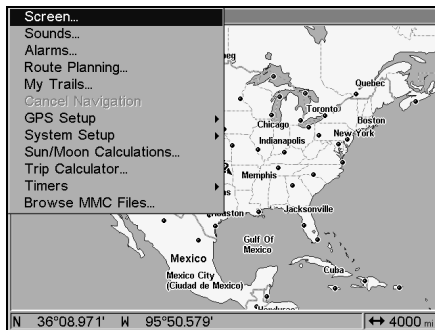 Screen...
Sounds...
Alarms...
Route Planning...
My Trails...
Cancel Navigation
GPS Setup
System Setup
Sun/Moon Calculations...
Trip Calculator...
Timers
Browse MMC Files...
Quebec
Toronto
Boston
Chicago
New York
Indianapolis
Memphis
Houston
Jacksonville
Gulf Of
Mexico
Mexico
Mexico City
(Ciudad de Mexico)
Cuba
N 36°08.971' W 95°50.579'
4000 mi